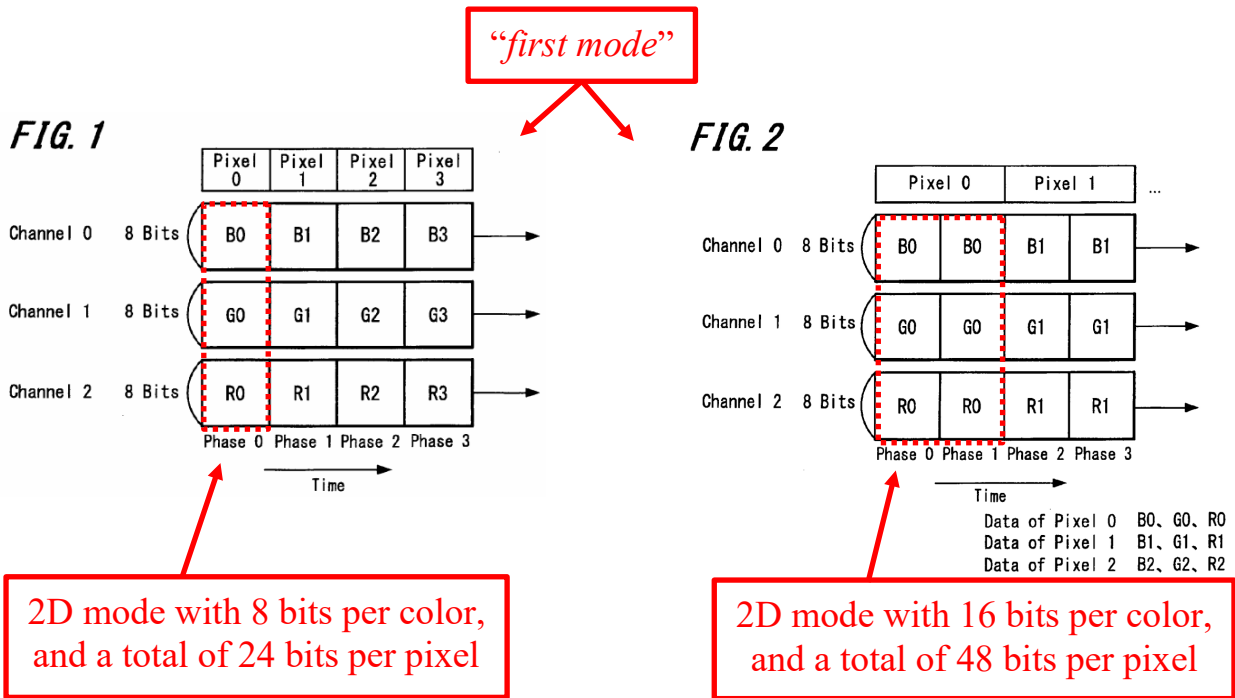 “first mode”
FIG. 1
Pixel 0 Pixel 1 Pixel 2 Pixel 3
Channel 0 8 Bits B0 B1 B2 B3
Channel 1 8 Bits G0 G1 G2 G3
Channel 2 8 Bits R0 R1 R2 R3
Phase 0 Phase 1 Phase 2 Phase 3
Time
2D mode with 8 bits per color,
and a total of 24 bits per pixel
FIG. 2
Pixel 0 Pixel 1 ...
Channel 0 8 Bits B0 B0 B1 B1
Channel 1 8 Bits G0 G0 G1 G1
Channel 2 8 Bits R0 R0 R1 R1
Phase 0 Phase 1 Phase 2 Phase 3
Time
Data of Pixel 0 B0、G0、R0
Data of Pixel 1 B1、G1、R1
Data of Pixel 2 B2、G2、R2
2D mode with 16 bits per color,
and a total of 48 bits per pixel